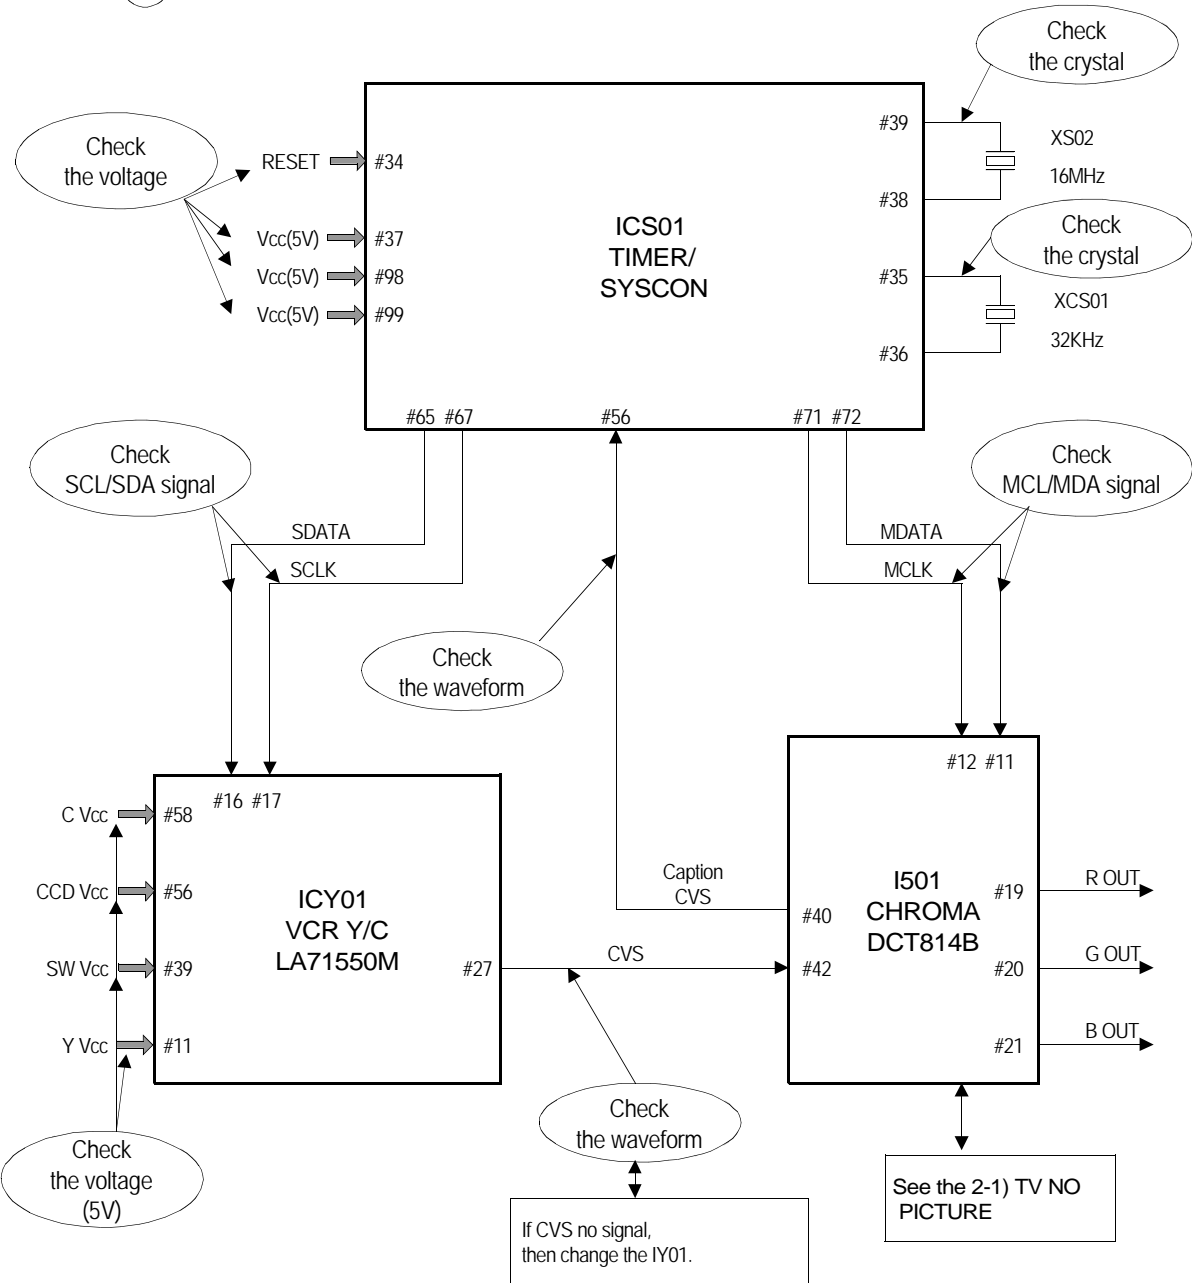 Check
the crystal
#39
XS02
16MHz
#38
Check
the voltage
RESET
#34
Vcc(5V)
#37
Vcc(5V)
#98
Vcc(5V)
#99
ICS01
TIMER/
SYSCON
Check
the crystal
#35
XCS01
32KHz
#36
#65 #67
#56
#71 #72
Check
SCL/SDA signal
Check
MCL/MDA signal
SDATA
SCLK
MDATA
MCLK
Check
the waveform
#16 #17
#12 #11
C Vcc
#58
CCD Vcc
#56
SW Vcc
#39
Y Vcc
#11
ICY01
VCR Y/C
LA71550M
#27
Caption
CVS
CVS
#40
#42
I501
CHROMA
DCT814B
#19
R OUT
#20
G OUT
#21
B OUT
Check
the voltage
(5V)
Check
the waveform
If CVS no signal,
then change the IY01.
See the 2-1) TV NO
PICTURE